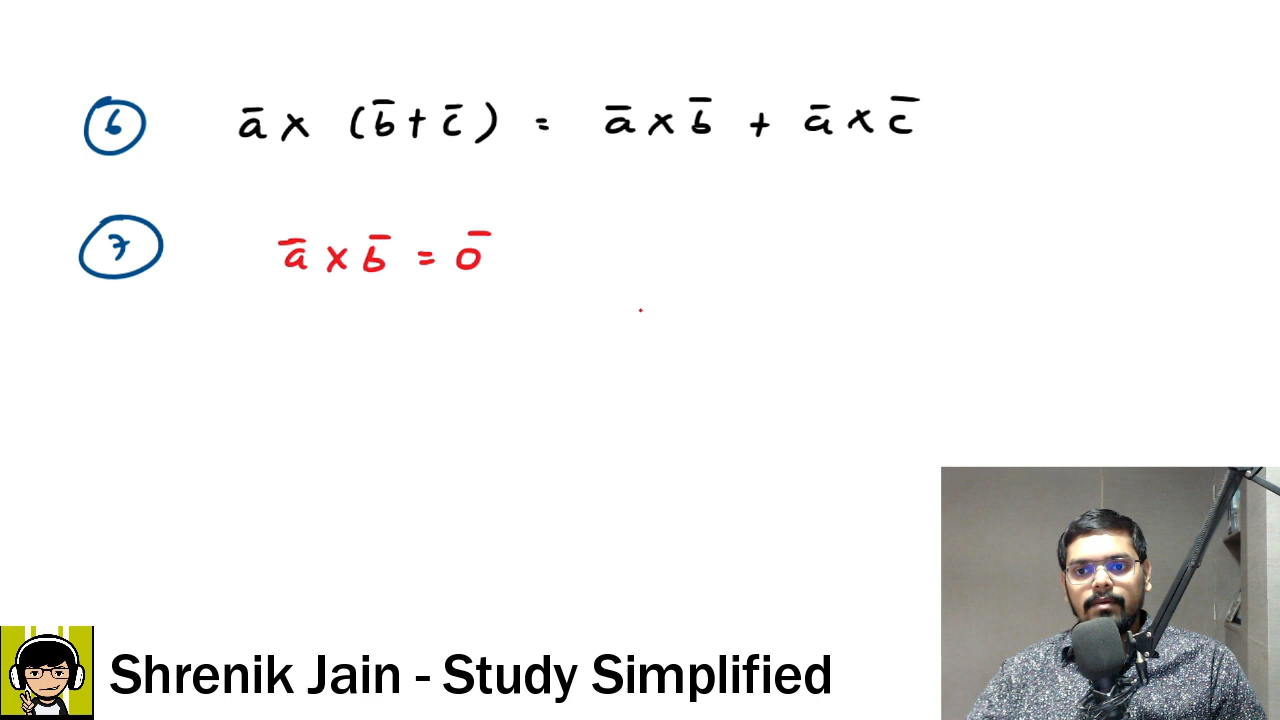 6 ā × (b̄ + c̄) = ā × b̄ + ā × c̄
7 ā × b̄ = 0̄
Shrenik Jain - Study Simplified